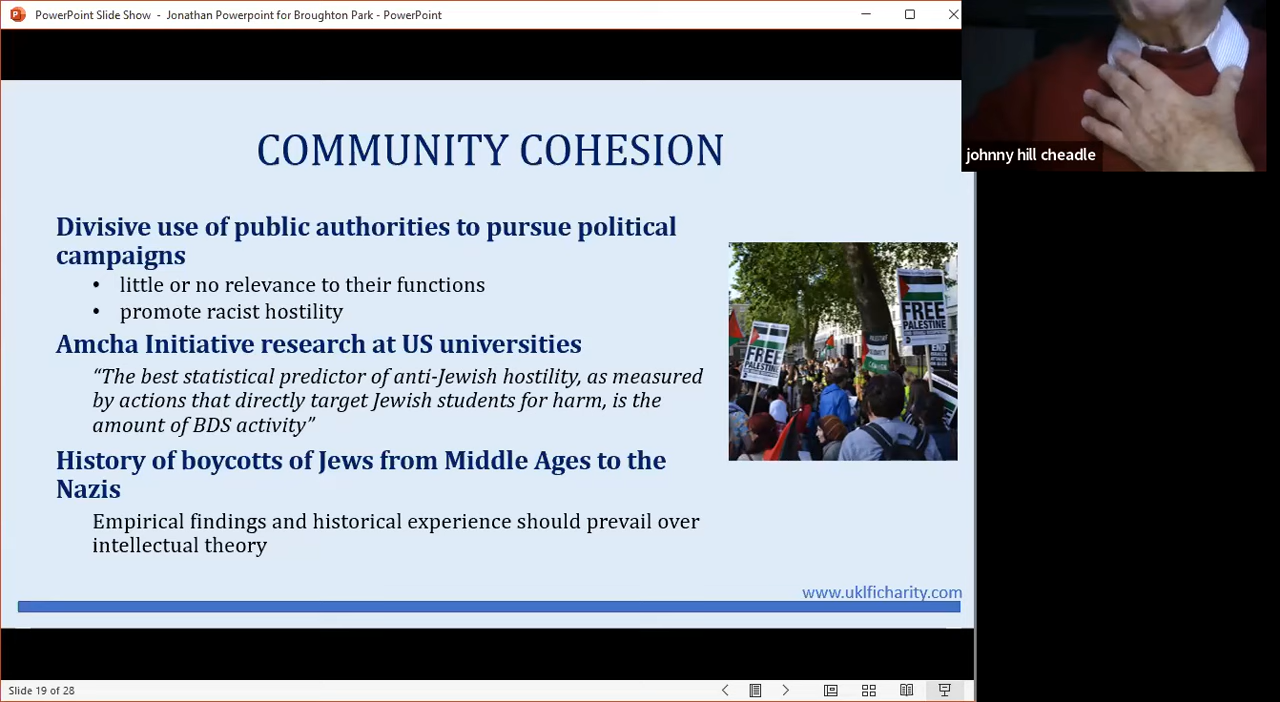 PowerPoint Slide Show - Jonathan Powerpoint for Broughton Park - PowerPoint
johnny hill cheadle
COMMUNITY COHESION
Divisive use of public authorities to pursue political
campaigns
• little or no relevance to their functions
• promote racist hostility
Amcha Initiative research at US universities
“The best statistical predictor of anti-Jewish hostility, as measured
by actions that directly target Jewish students for harm, is the
amount of BDS activity”
History of boycotts of Jews from Middle Ages to the
Nazis
Empirical findings and historical experience should prevail over
intellectual theory
FREE
PALESTINE
FREE
PALESTINE
END
www.uklficharity.com
Slide 19 of 28